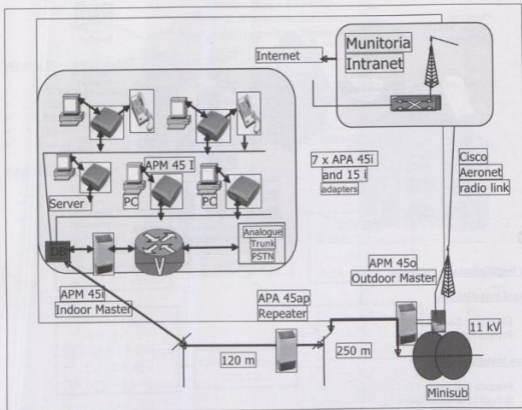 Internet
Munitoria
Intranet
APM 45 I
7 x APA 45i
and 15 i
adapters
Cisco
Aeronet
radio link
Server
PC
PC
Analogue
Trunk
PSTN
DB
V
APM 45i
Indoor Master
APA 45ap
Repeater
APM 45o
Outdoor Master
11 kV
120 m
250 m
Minisub